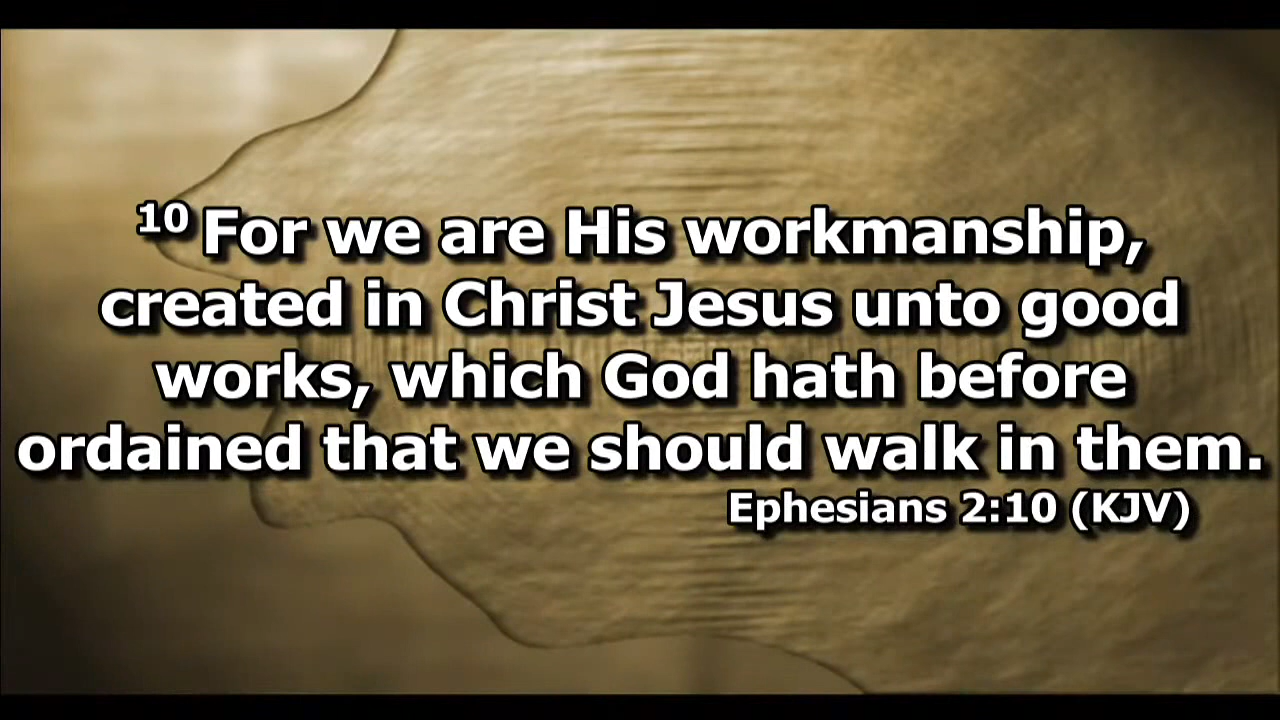 10 For we are His workmanship,
created in Christ Jesus unto good
works, which God hath before
ordained that we should walk in them.
Ephesians 2:10 (KJV)